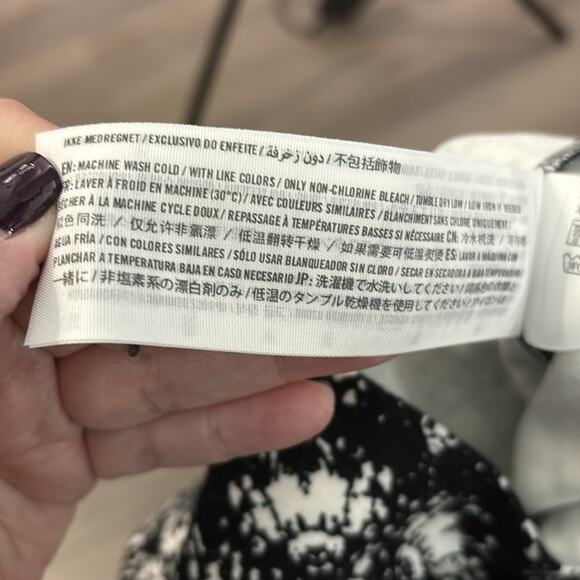 IKKE MEDREGNET / EXCLUSIVO DO ENFEITE / دون زخرفة / 不包括飾物
EN: MACHINE WASH COLD / WITH LIKE COLORS / ONLY NON-CHLORINE BLEACH / TUMBLE DRY LOW / LOW IRON IF NEEDED
FR: LAVER À FROID EN MACHINE (30°C) / AVEC COULEURS SIMILAIRES / BLANCHIMENT SANS CHLORE UNIQUEMENT /
SÉCHER À LA MACHINE CYCLE DOUX / REPASSAGE À TEMPÉRATURES BASSES SI NÉCESSAIRE CN: 冷水机洗 /
色 同洗 / 仅允许非氯漂 / 低温翻转干燥 / 如果需要可低温熨烫 ES: LAVAR A MÁQUINA CON
AGUA FRÍA / CON COLORES SIMILARES / SÓLO USAR BLANQUEADOR SIN CLORO / SECAR EN SECADORA A BAJA TEMPERATURA
PLANCHAR A TEMPERATURA BAJA EN CASO NECESARIO JP: 洗濯機で水洗いしてください /
一緒に / 非塩素系の漂白剤のみ / 低温のタンブル乾燥機を使用してください /